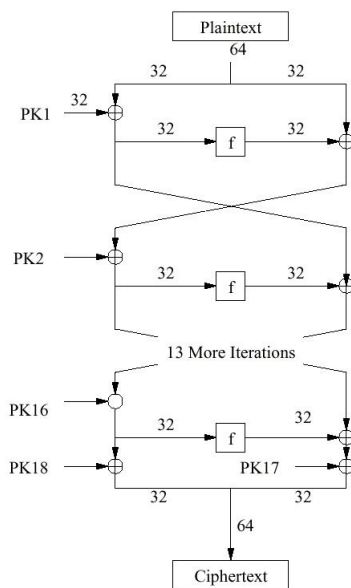 Plaintext
64
32 32
PK1 32
32 f 32
PK2
32 f 32
13 More Iterations
PK16
32 f 32
PK18 PK17
32 32
64
Ciphertext